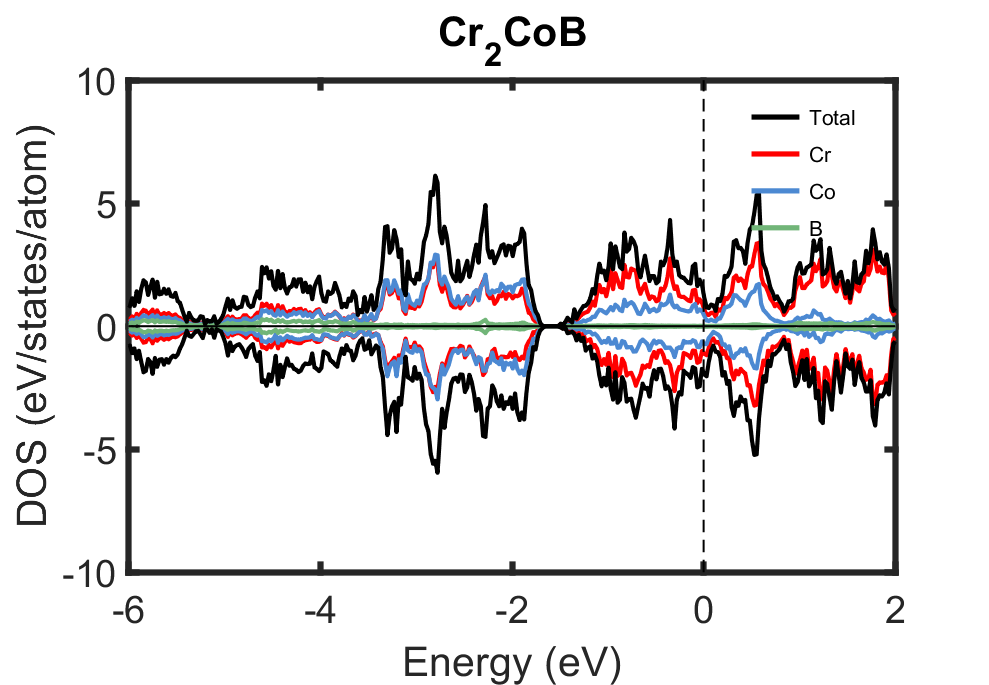 Cr2CoB
10
5
0
-5
-10
DOS (eV/states/atom)
Total
Cr
Co
B
-6 -4 -2 0 2
Energy (eV)